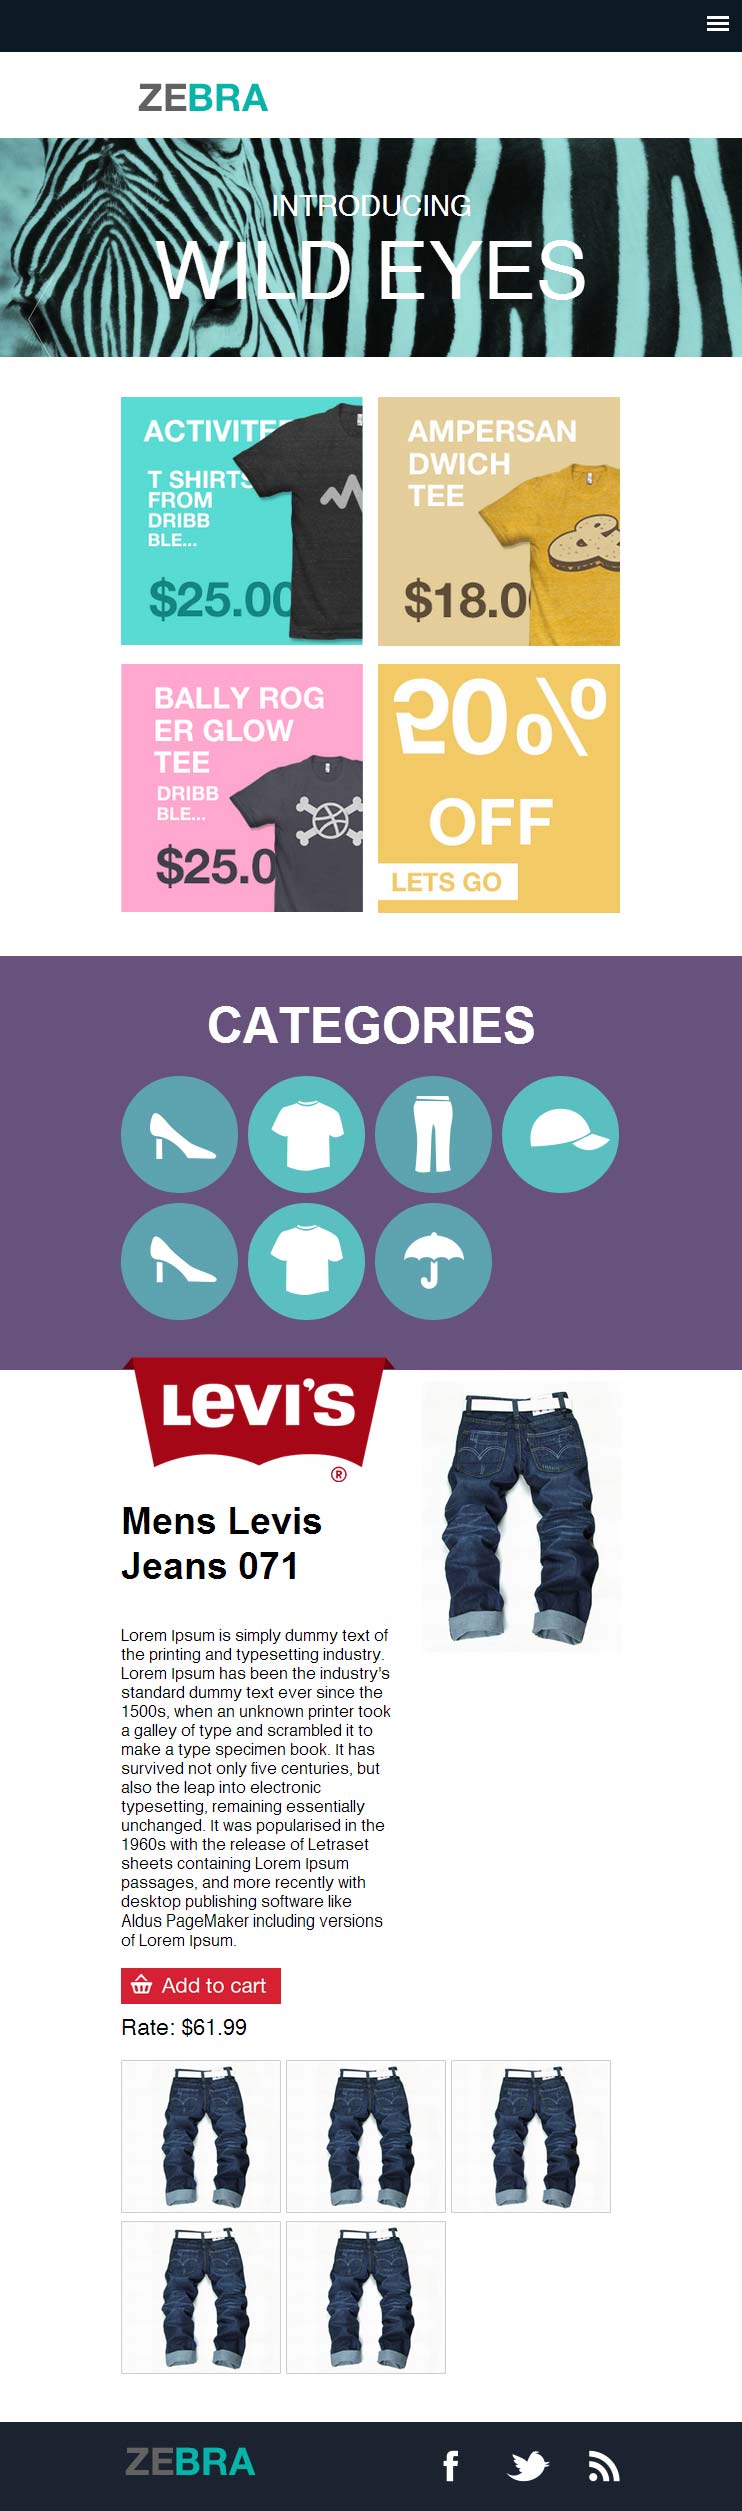 ZEBRA
INTRODUCING
WILD EYES
ACTIVITEE
T SHIRTS
FROM
DRIBB
BLE...
$25.00
AMPERSAN
DWICH
TEE
$18.00
BALLY ROG
ER GLOW
TEE
DRIBB
BLE...
$25.0
50%
OFF
LETS GO
CATEGORIES
LEVI'S
®
Mens Levis
Jeans 071
Lorem Ipsum is simply dummy text of
the printing and typesetting industry.
Lorem Ipsum has been the industry's
standard dummy text ever since the
1500s, when an unknown printer took
a galley of type and scrambled it to
make a type specimen book. It has
survived not only five centuries, but
also the leap into electronic
typesetting, remaining essentially
unchanged. It was popularised in the
1960s with the release of Letraset
sheets containing Lorem Ipsum
passages, and more recently with
desktop publishing software like
Aldus PageMaker including versions
of Lorem Ipsum.
Add to cart
Rate: $61.99
ZEBRA